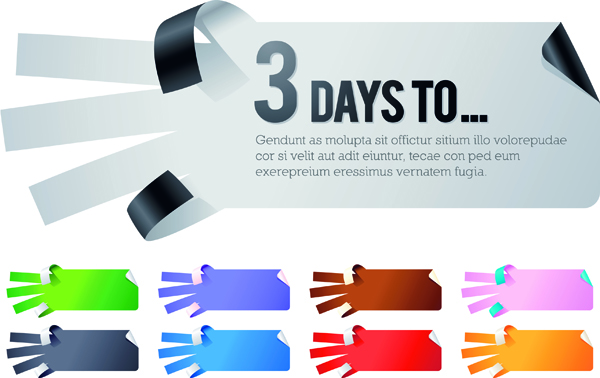 3 DAYS TO...
Gendunt as molupta sit offictur sitium illo volorepudae
cor si velit aut adit eiuntur, tecae con ped eum
exerepreium eressimus vernatem fugia.